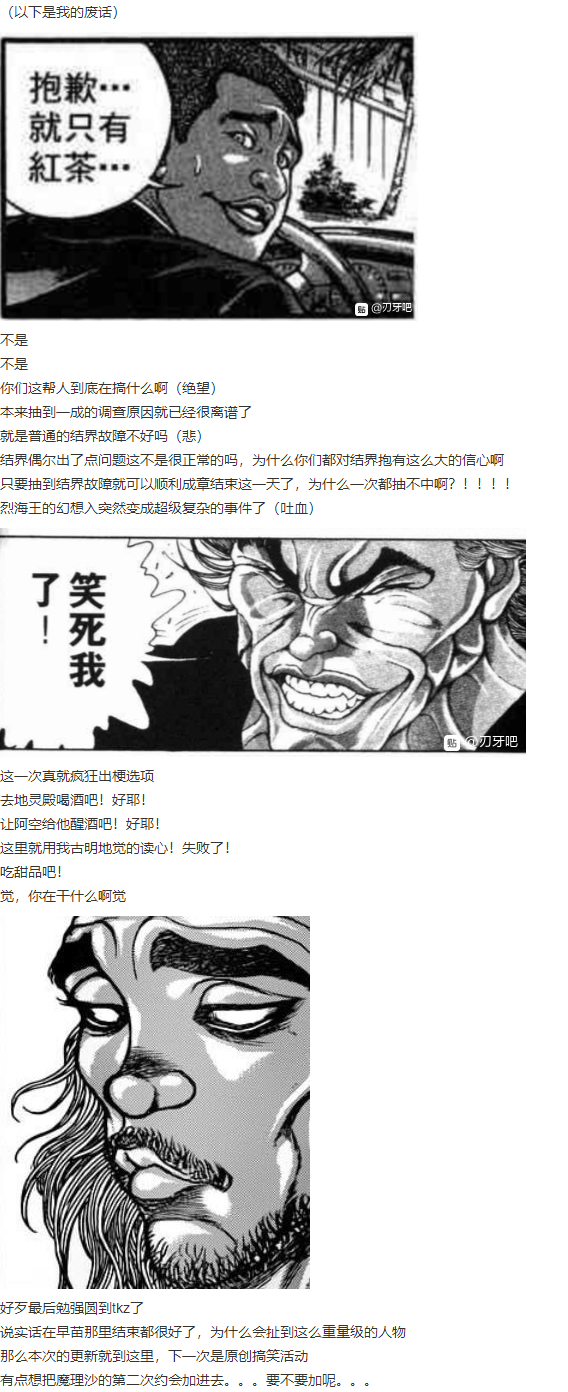 （以下是我的废话）
抱歉…
就只有
紅茶…
贴 @刃牙吧
不是
不是
你们这帮人到底在搞什么啊（绝望）
本来抽到一成的调查原因就已经很离谱了
就是普通的结界故障不好吗（悲）
结界偶尔出了点问题这不是很正常的吗，为什么你们都对结界抱有这么大的信心啊
只要抽到结界故障就可以顺利成章结束这一天了，为什么一次都抽不中啊？！！！！
烈海王的幻想入突然变成超级复杂的事件了（吐血）
笑死我
了！
贴 @刃牙吧
这一次真就疯狂出梗选项
去地灵殿喝酒吧！好耶！
让阿空给他醒酒吧！好耶！
这里就用我古明地觉的读心！失败了！
吃甜品吧！
觉，你在干什么啊觉
好歹最后勉强圆到tkz了
说实话在早苗那里结束都很好了，为什么会扯到这么重量级的人物
那么本次的更新就到这里，下一次是原创搞笑活动
有点想把魔理沙的第二次约会加进去。。。要不要加呢。。。